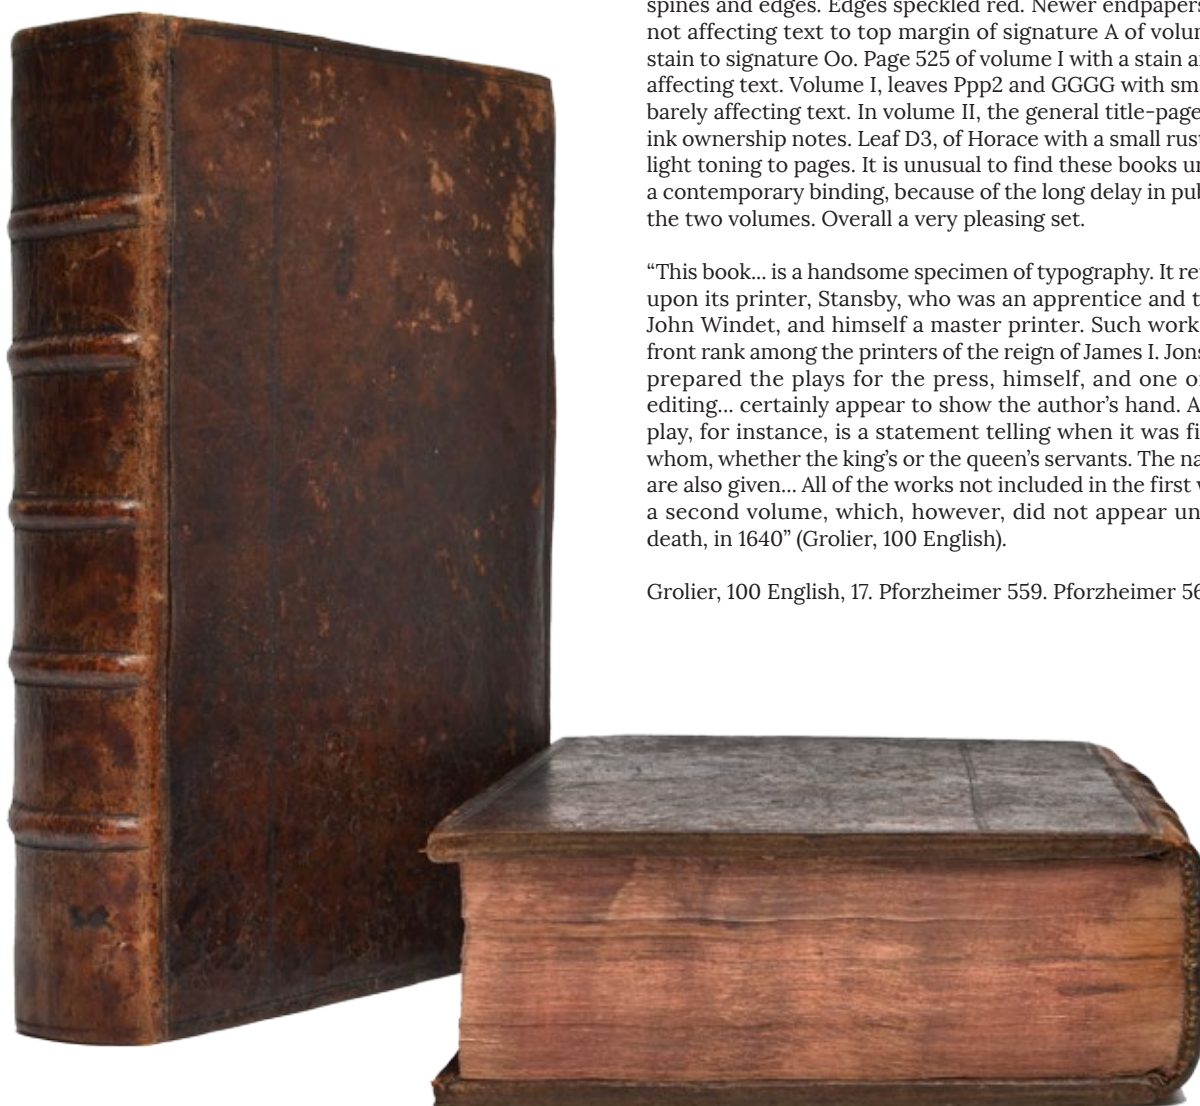 spines and edges. Edges speckled red. Newer endpapers
not affecting text to top margin of signature A of
stain to signature Oo. Page 525 of volume I with a stain
affecting text. Volume I, leaves Ppp2 and GGGG with
barely affecting text. In volume II, the general title-page
ink ownership notes. Leaf D3, of Horace with a small
light toning to pages. It is unusual to find these books
a contemporary binding, because of the long delay in
the two volumes. Overall a very pleasing set.
“This book... is a handsome specimen of typography. It
upon its printer, Stansby, who was an apprentice and
John Windet, and himself a master printer. Such work
front rank among the printers of the reign of James I.
prepared the plays for the press, himself, and one
editing... certainly appear to show the author’s hand.
play, for instance, is a statement telling when it was
whom, whether the king’s or the queen’s servants. The
are also given... All of the works not included in the first
a second volume, which, however, did not appear
death, in 1640” (Grolier, 100 English).
Grolier, 100 English, 17. Pforzheimer 559. Pforzheimer